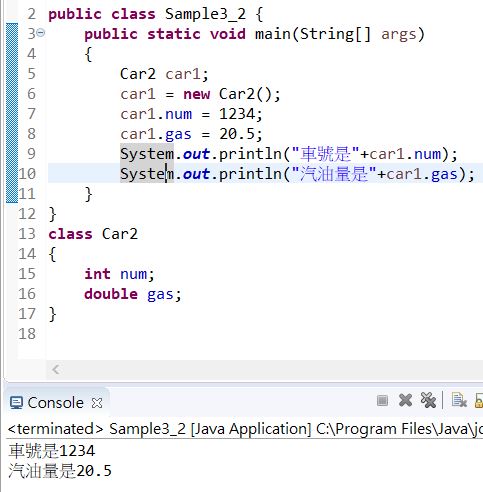 2 public class Sample3_2 {
3 public static void main(String[] args)
4 {
5 Car2 car1;
6 car1 = new Car2();
7 car1.num = 1234;
8 car1.gas = 20.5;
9 System.out.println("車號是"+car1.num);
10 System.out.println("汽油量是"+car1.gas);
11 }
12 }
13 class Car2
14 {
15 int num;
16 double gas;
17 }
18
Console
<terminated> Sample3_2 [Java Application] C:\Program Files\Java\jd
車號是1234
汽油量是20.5